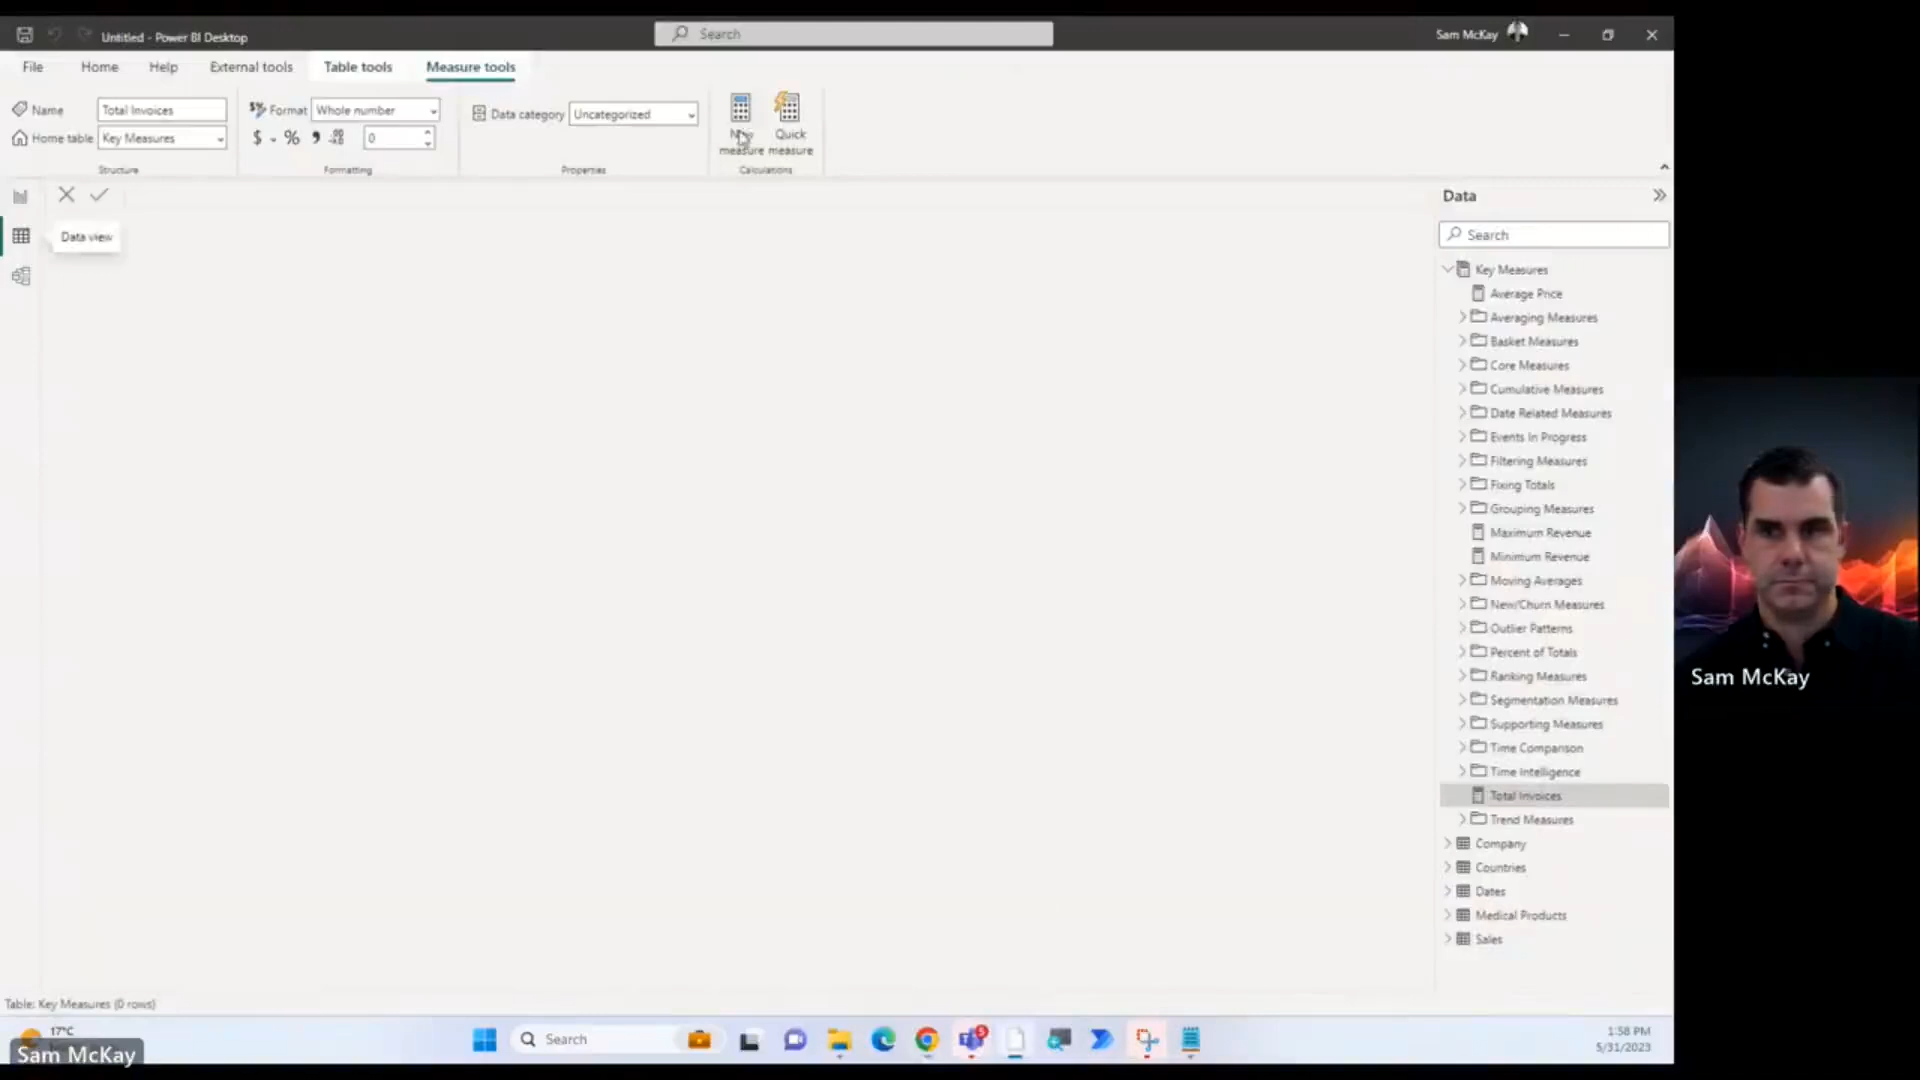 Untitled - Power BI Desktop
Search
Sam McKay
File
Home
Help
External tools
Table tools
Measure tools
Name
Total Invoices
Format
Whole number
Data category
Uncategorized
New
measure
Quick
measure
Home table
Key Measures
$
%
0
Structure
Formatting
Properties
Calculations
Data view
Data
Search
Key Measures
Average Price
Averaging Measures
Basket Measures
Core Measures
Cumulative Measures
Date Related Measures
Events In Progress
Filtering Measures
Fixing Totals
Grouping Measures
Maximum Revenue
Minimum Revenue
Moving Averages
New/Churn Measures
Outlier Patterns
Percent of Totals
Ranking Measures
Segmentation Measures
Supporting Measures
Time Comparison
Time Intelligence
Total Invoices
Trend Measures
Company
Countries
Dates
Medical Products
Sales
Sam McKay
Table: Key Measures (0 rows)
17°C
Search
5
1:58 PM
5/31/2023
Sam McKay